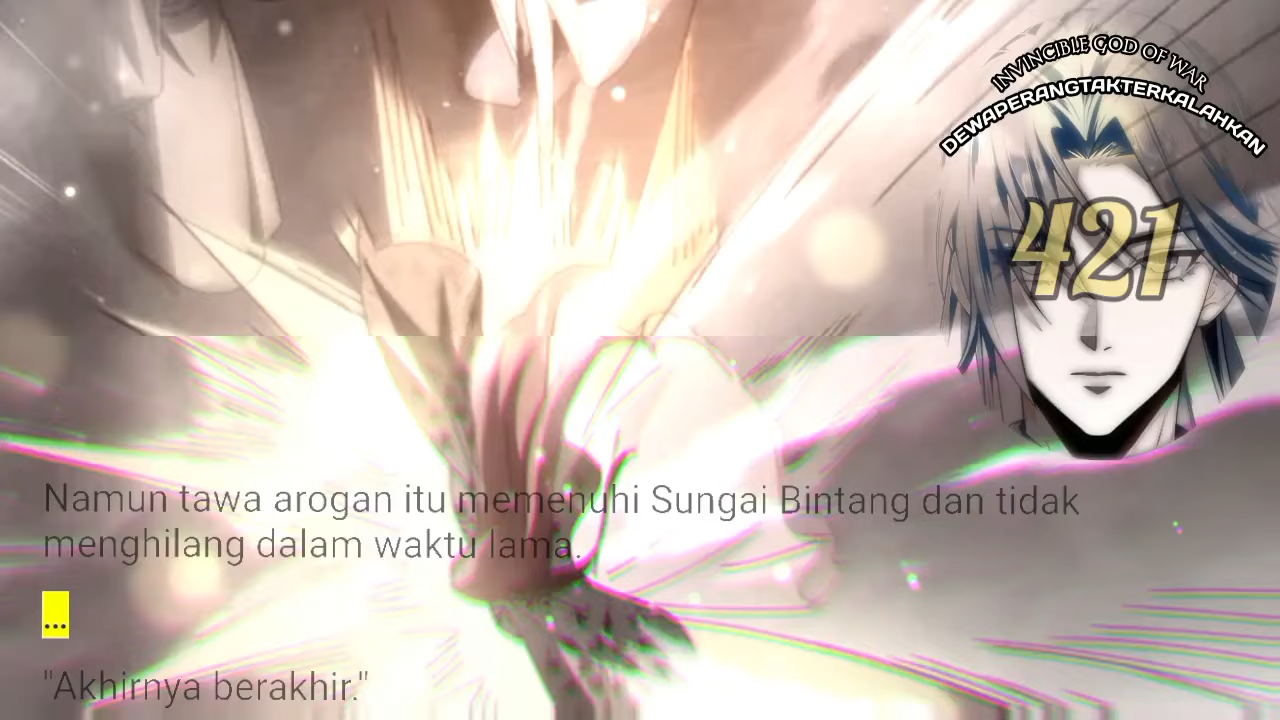 INVINCIBLE GOD OF WAR
DEWAPERANGTAKTERKALAHKAN
421
Namun tawa arogan itu memenuhi Sungai Bintang dan tidak
menghilang dalam waktu lama.
...
"Akhirnya berakhir."